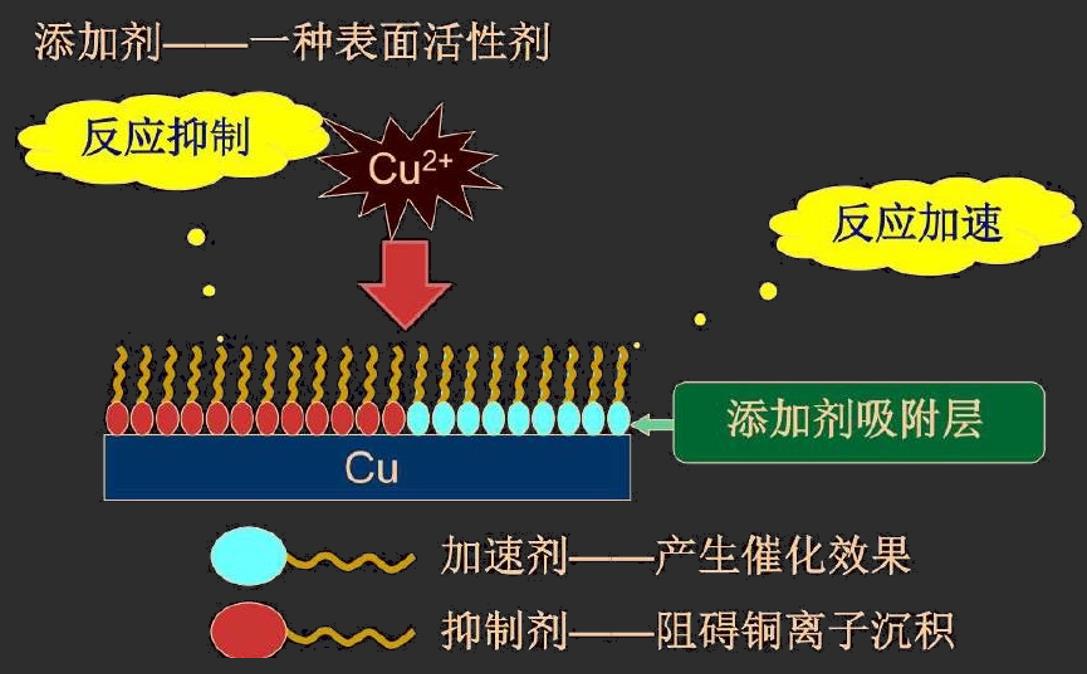 添加剂——一种表面活性剂
反应抑制
Cu²⁺
反应加速
添加剂吸附层
Cu
加速剂——产生催化效果
抑制剂——阻碍铜离子沉积